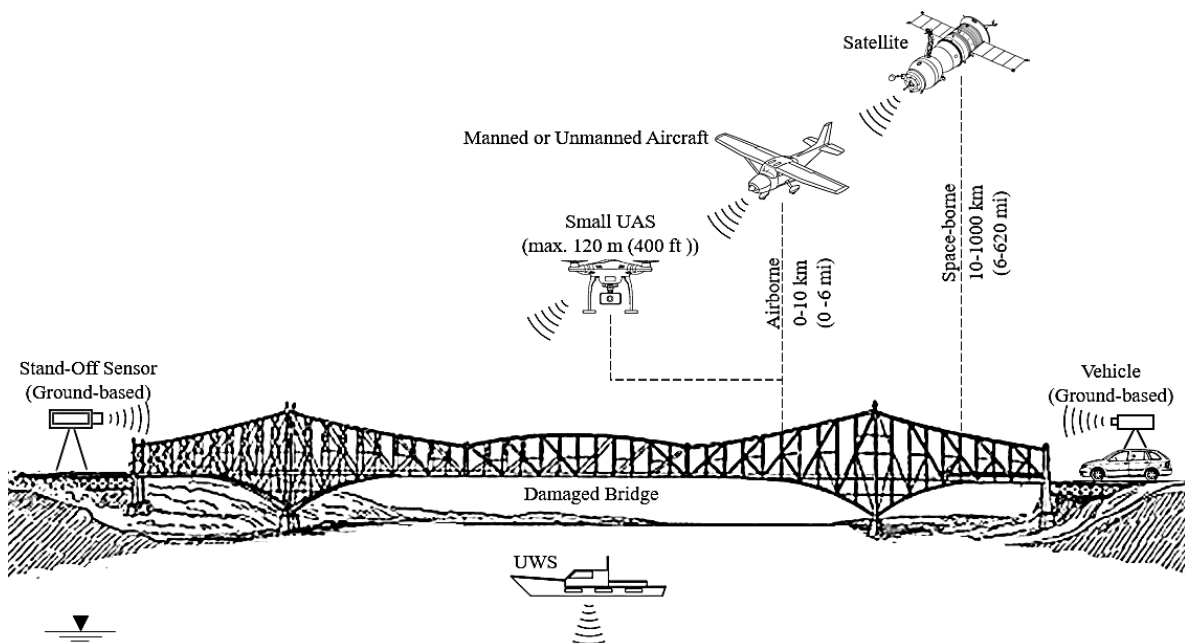 Satellite
Manned or Unmanned Aircraft
Small UAS
(max. 120 m (400 ft ))
Airborne
0-10 km
(0 -6 mi)
Space-borne
10-1000 km
(6-620 mi)
Stand-Off Sensor
(Ground-based)
Vehicle
(Ground-based)
Damaged Bridge
UWS